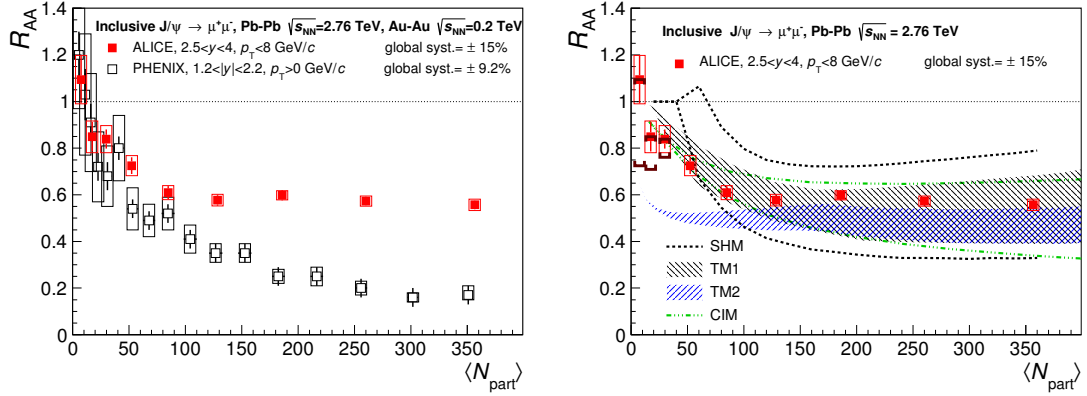 Inclusive J/ψ → μ⁺μ⁻, Pb-Pb √s_NN=2.76 TeV, Au-Au √s_NN=0.2 TeV
ALICE, 2.5<y<4, p_T<8 GeV/c global syst.= ± 15%
PHENIX, 1.2<|y|<2.2, p_T>0 GeV/c global syst.= ± 9.2%
R_AA
1.4
1.2
1
0.8
0.6
0.4
0.2
0
0 50 100 150 200 250 300 350
⟨N_part⟩
Inclusive J/ψ → μ⁺μ⁻, Pb-Pb √s_NN = 2.76 TeV
ALICE, 2.5<y<4, p_T<8 GeV/c global syst.= ± 15%
R_AA
1.4
1.2
1
0.8
0.6
0.4
0.2
0
SHM
TM1
TM2
CIM
0 50 100 150 200 250 300 350
⟨N_part⟩